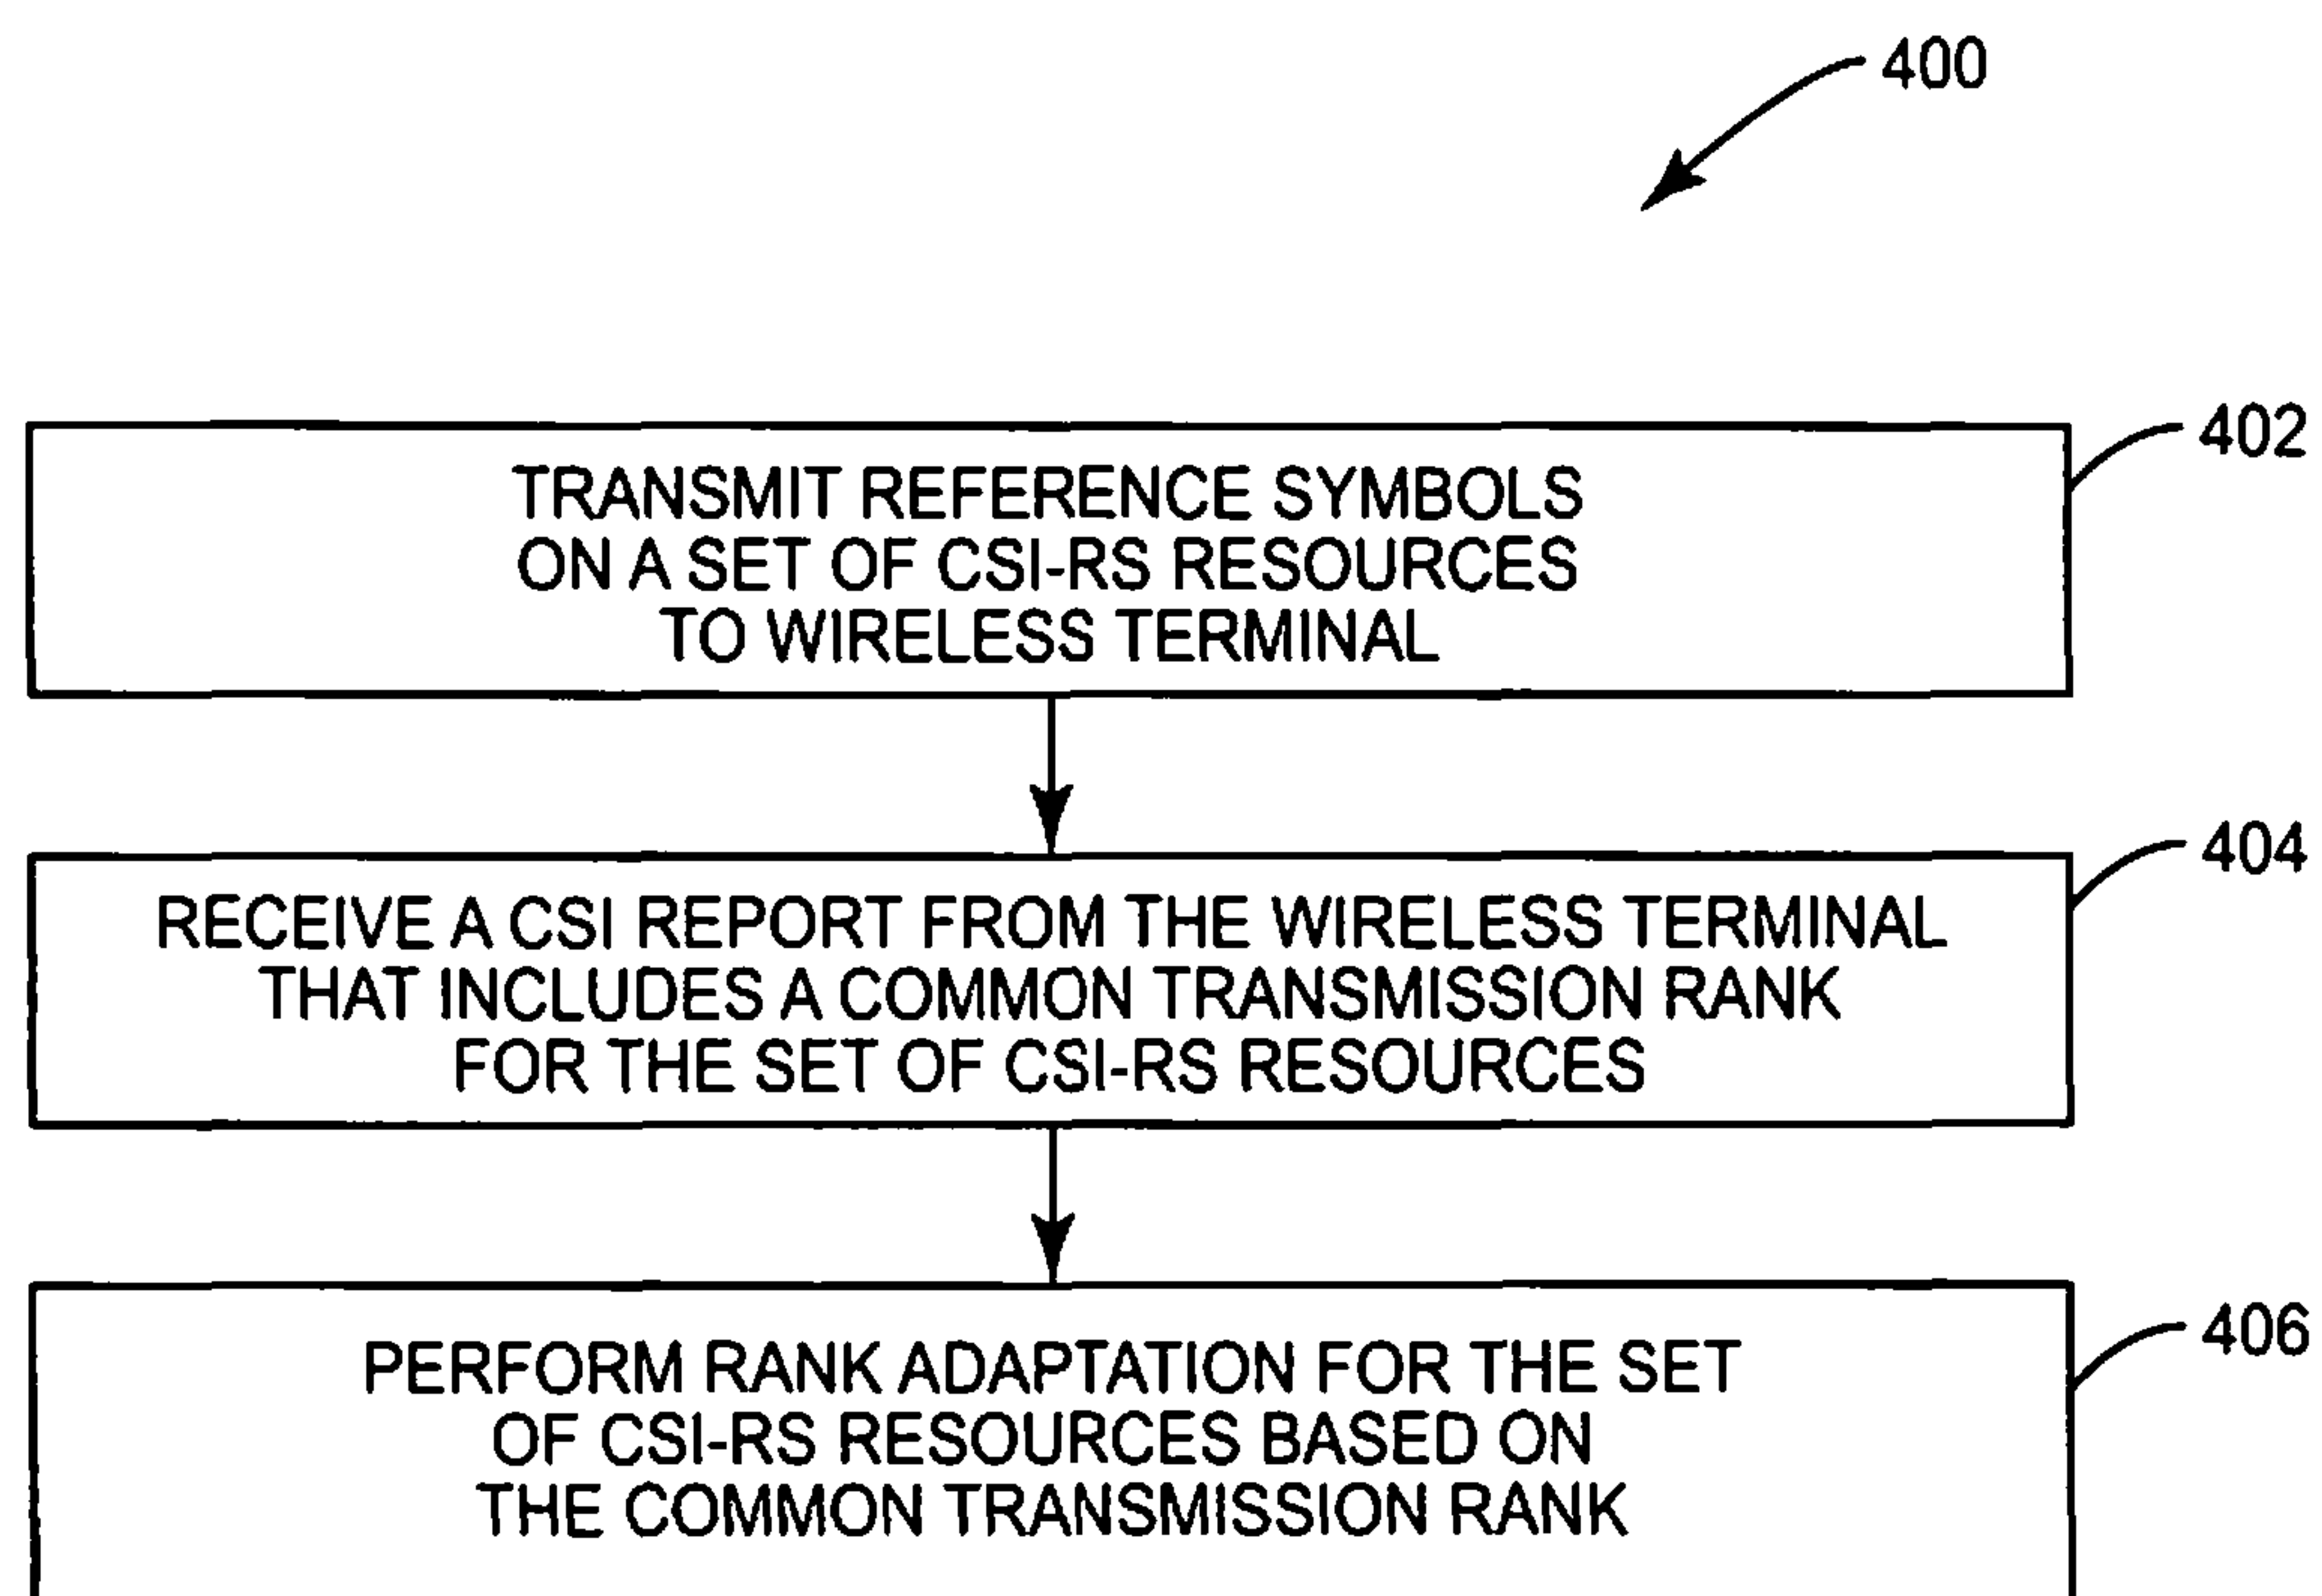 400
402
TRANSMIT REFERENCE SYMBOLS
ON A SET OF CSI-RS RESOURCES
TO WIRELESS TERMINAL
404
RECEIVE A CSI REPORT FROM THE WIRELESS TERMINAL
THAT INCLUDES A COMMON TRANSMISSION RANK
FOR THE SET OF CSI-RS RESOURCES
406
PERFORM RANK ADAPTATION FOR THE SET
OF CSI-RS RESOURCES BASED ON
THE COMMON TRANSMISSION RANK